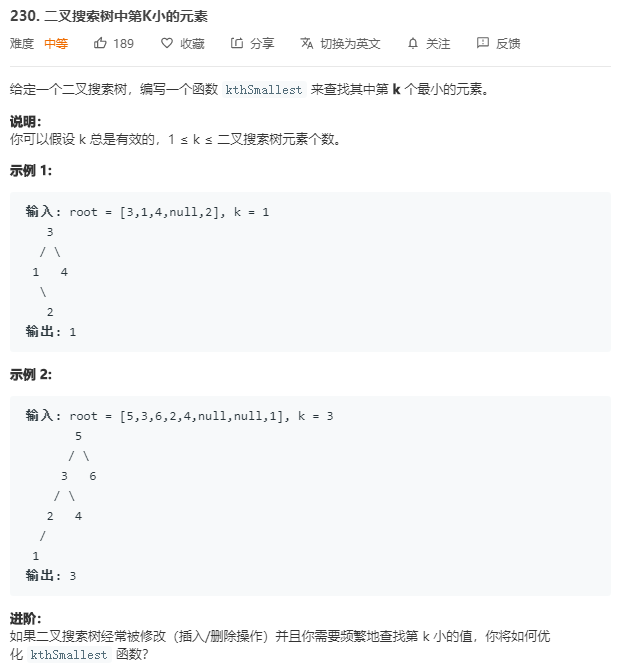 230. 二叉搜索树中第K小的元素
难度 中等 189 收藏 分享 切换为英文 关注 反馈
给定一个二叉搜索树，编写一个函数 kthSmallest 来查找其中第 k 个最小的元素。
说明：
你可以假设 k 总是有效的，1 ≤ k ≤ 二叉搜索树元素个数。
示例 1:
输入: root = [3,1,4,null,2], k = 1
3
/ \
1 4
\
2
输出: 1
示例 2:
输入: root = [5,3,6,2,4,null,null,1], k = 3
5
/ \
3 6
/ \
2 4
/
1
输出: 3
进阶：
如果二叉搜索树经常被修改（插入/删除操作）并且你需要频繁地查找第 k 小的值，你将如何优
化 kthSmallest 函数？